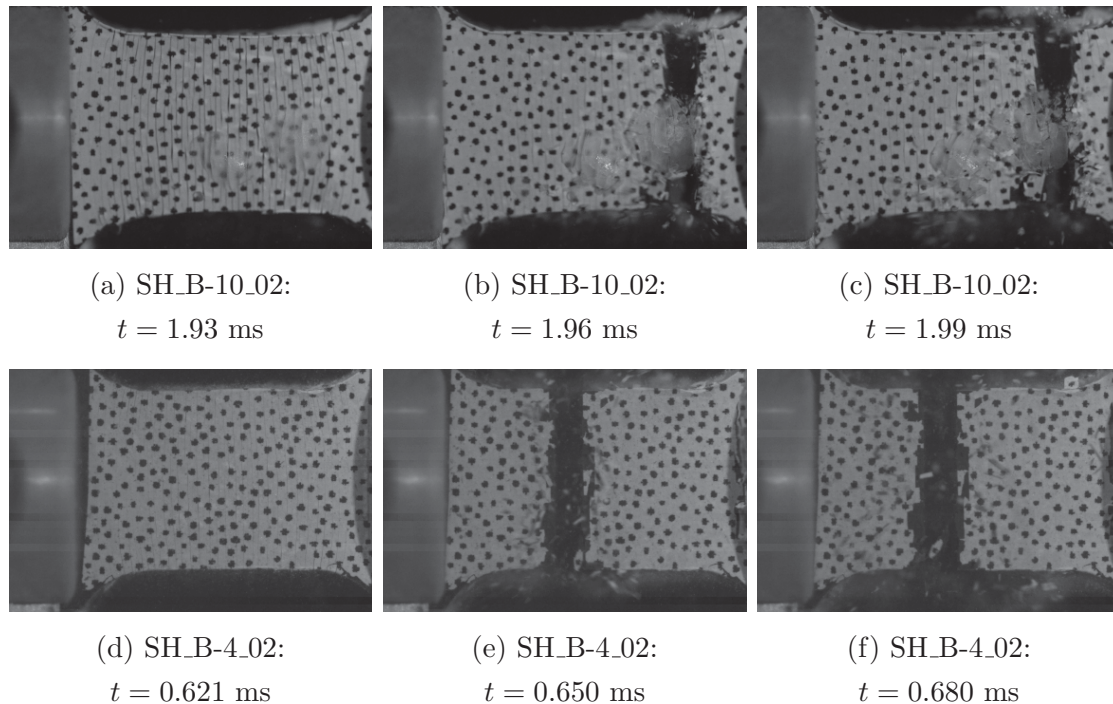 (a) SH_B-10_02:
t = 1.93 ms
(b) SH_B-10_02:
t = 1.96 ms
(c) SH_B-10_02:
t = 1.99 ms
(d) SH_B-4_02:
t = 0.621 ms
(e) SH_B-4_02:
t = 0.650 ms
(f) SH_B-4_02:
t = 0.680 ms